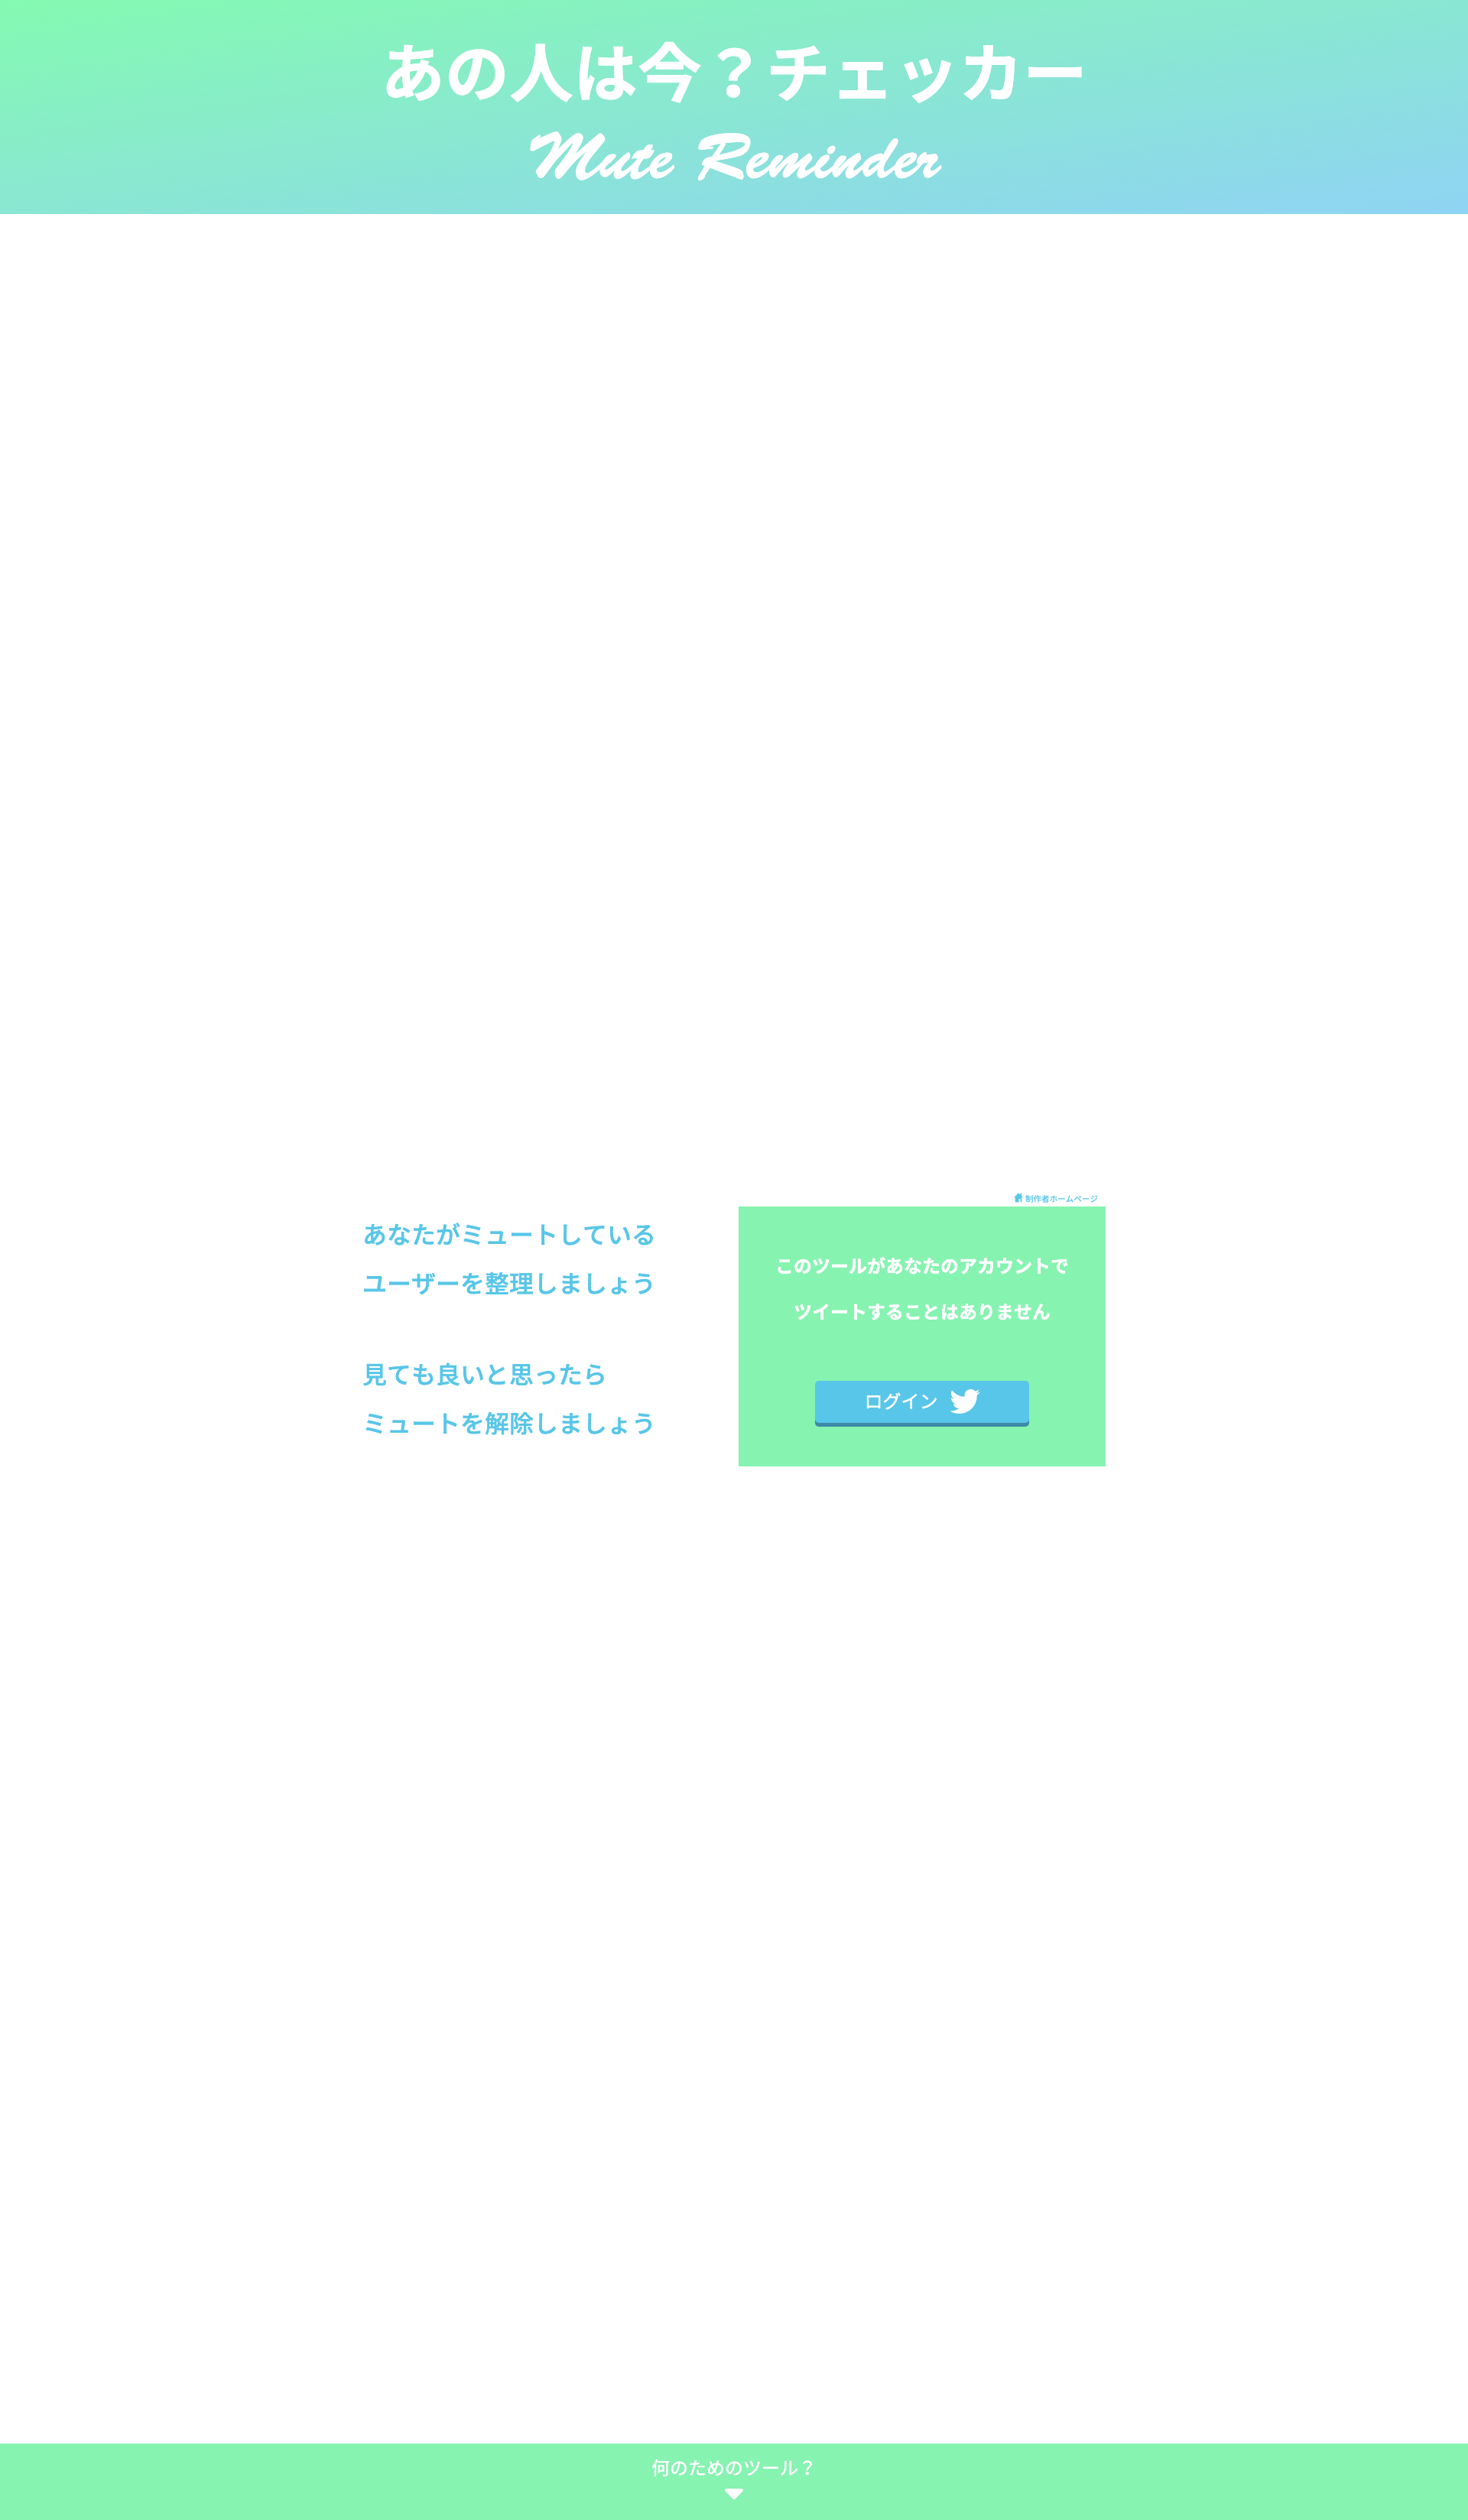 あの人は今？チェッカー
Mute Reminder
制作者ホームページ
あなたがミュートしている
ユーザーを整理しましょう
見ても良いと思ったら
ミュートを解除しましょう
このツールがあなたのアカウントで
ツイートすることはありません
ログイン
何のためのツール？